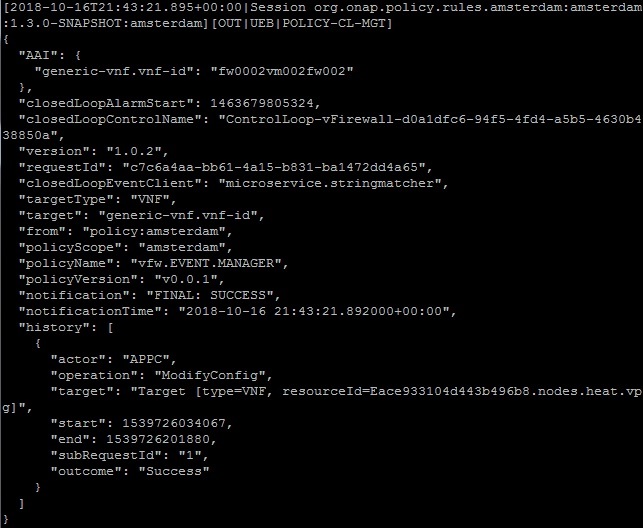 [2018-10-16T21:43:21.895+00:00|Session org.onap.policy.rules.amsterdam:amsterdam
:1.3.0-SNAPSHOT:amsterdam][OUT|UEB|POLICY-CL-MGT]
{
  "AAI": {
    "generic-vnf.vnf-id": "fw0002vm002fw002"
  },
  "closedLoopAlarmStart": 1463679805324,
  "closedLoopControlName": "ControlLoop-vFirewall-d0a1dfc6-94f5-4fd4-a5b5-4630b4
38850a",
  "version": "1.0.2",
  "requestId": "c7c6a4aa-bb61-4a15-b831-ba1472dd4a65",
  "closedLoopEventClient": "microservice.stringmatcher",
  "targetType": "VNF",
  "target": "generic-vnf.vnf-id",
  "from": "policy:amsterdam",
  "policyScope": "amsterdam",
  "policyName": "vfw.EVENT.MANAGER",
  "policyVersion": "v0.0.1",
  "notification": "FINAL: SUCCESS",
  "notificationTime": "2018-10-16 21:43:21.892000+00:00",
  "history": [
    {
      "actor": "APPC",
      "operation": "ModifyConfig",
      "target": "Target [type=VNF, resourceId=Eace933104d443b496b8.nodes.heat.vp
g]",
      "start": 1539726034067,
      "end": 1539726201880,
      "subRequestId": "1",
      "outcome": "Success"
    }
  ]
}